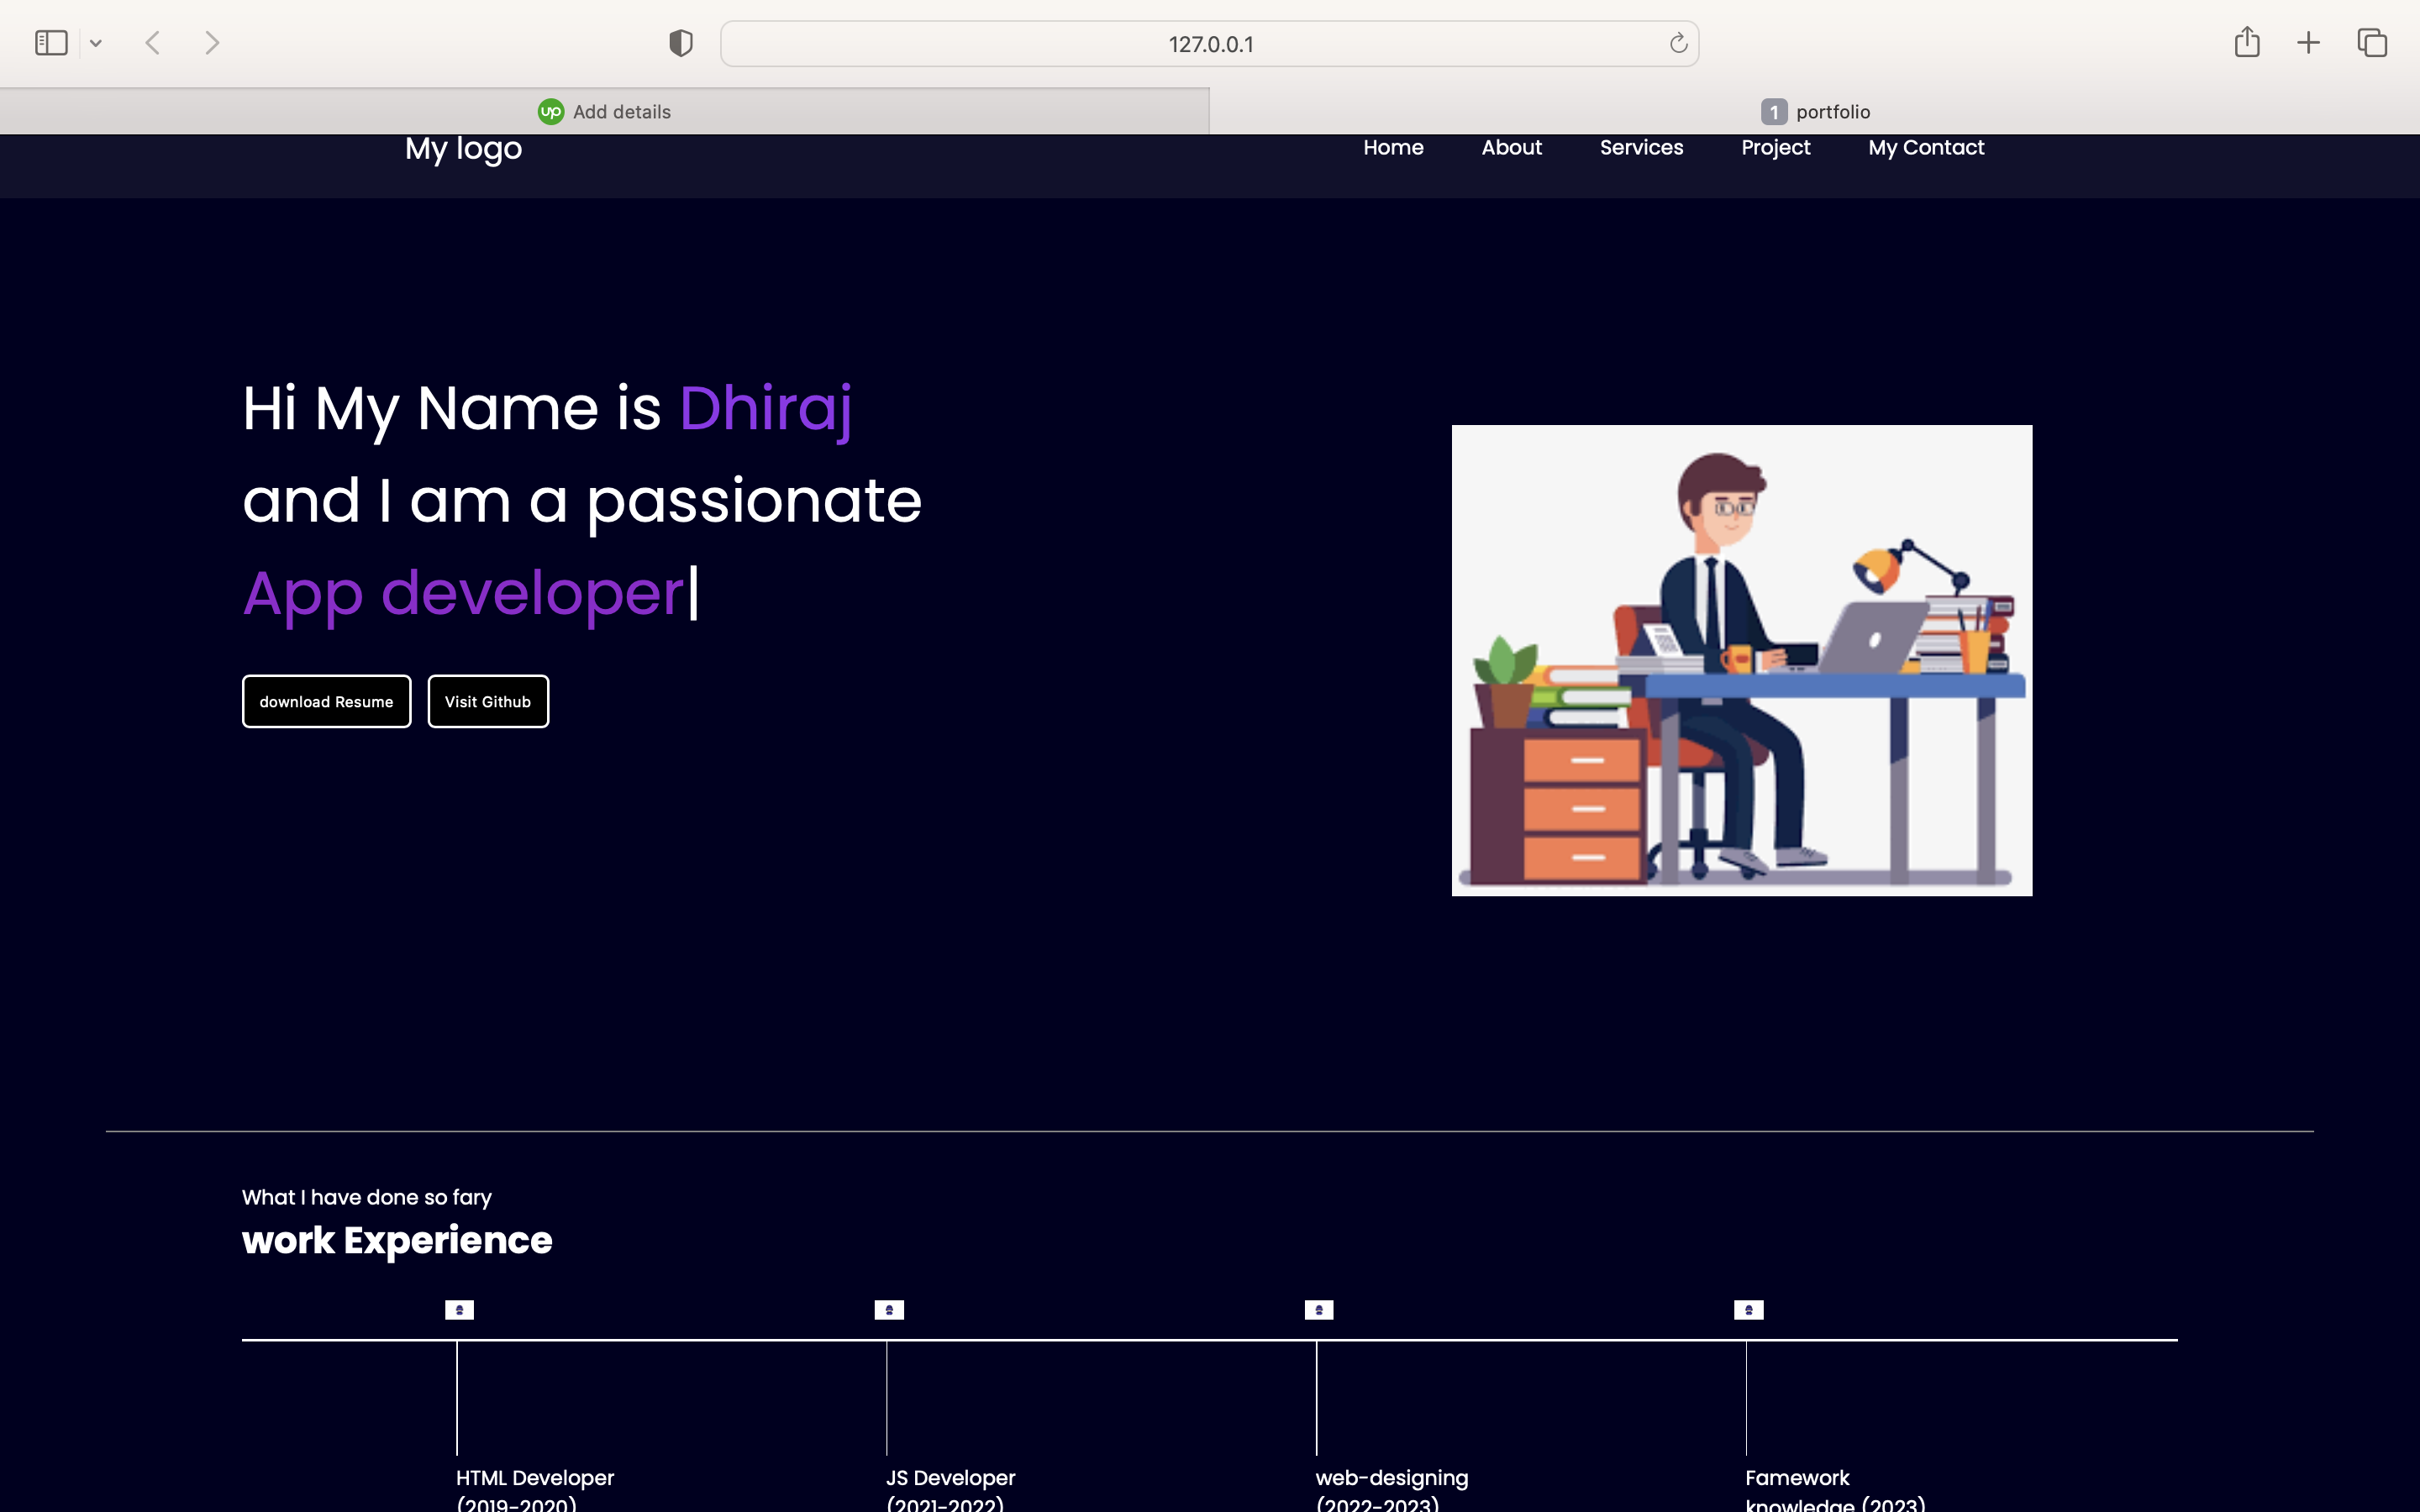 127.0.0.1
up Add details
1 portfolio
My logo Home About Services Project My Contact
Hi My Name is Dhiraj
and I am a passionate
App developer|
download Resume Visit Github
What I have done so fary
work Experience
HTML Developer
(2019-2020)
JS Developer
(2021-2022)
web-designing
(2022-2023)
Famework
knowledge (2023)